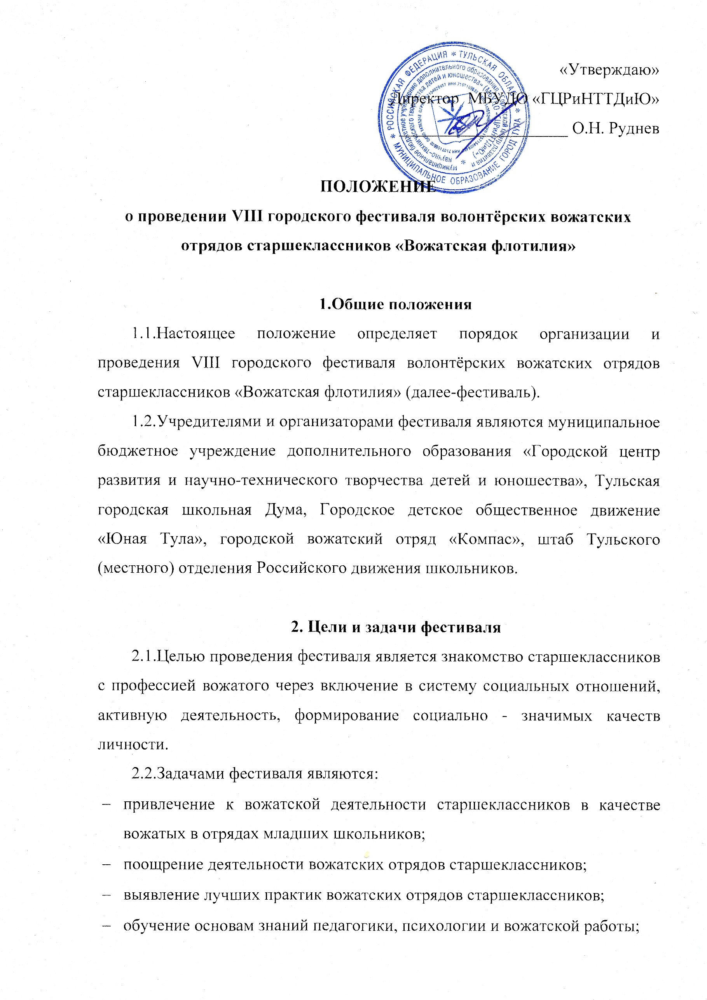 «Утверждаю»
Директор МБУДО «ГЦРиНТТДиЮ»
О.Н. Руднев
РОССИЙСКАЯ ФЕДЕРАЦИЯ * ТУЛЬСКАЯ ОБЛАСТЬ *
* МУНИЦИПАЛЬНОЕ ОБРАЗОВАНИЕ ГОРОД ТУЛА
муниципальное бюджетное учреждение дополнительного образования «Городской центр развития и
научно-технического творчества детей и юношества» (МБУДО «ГЦРиНТТДиЮ»)
ПОЛОЖЕНИЕ
о проведении VIII городского фестиваля волонтёрских вожатских
отрядов старшеклассников «Вожатская флотилия»
1.Общие положения
1.1.Настоящее положение определяет порядок организации и
проведения VIII городского фестиваля волонтёрских вожатских отрядов
старшеклассников «Вожатская флотилия» (далее-фестиваль).
1.2.Учредителями и организаторами фестиваля являются муниципальное
бюджетное учреждение дополнительного образования «Городской центр
развития и научно-технического творчества детей и юношества», Тульская
городская школьная Дума, Городское детское общественное движение
«Юная Тула», городской вожатский отряд «Компас», штаб Тульского
(местного) отделения Российского движения школьников.
2. Цели и задачи фестиваля
2.1.Целью проведения фестиваля является знакомство старшеклассников
с профессией вожатого через включение в систему социальных отношений,
активную деятельность, формирование социально - значимых качеств
личности.
2.2.Задачами фестиваля являются:
– привлечение к вожатской деятельности старшеклассников в качестве
вожатых в отрядах младших школьников;
– поощрение деятельности вожатских отрядов старшеклассников;
– выявление лучших практик вожатских отрядов старшеклассников;
– обучение основам знаний педагогики, психологии и вожатской работы;